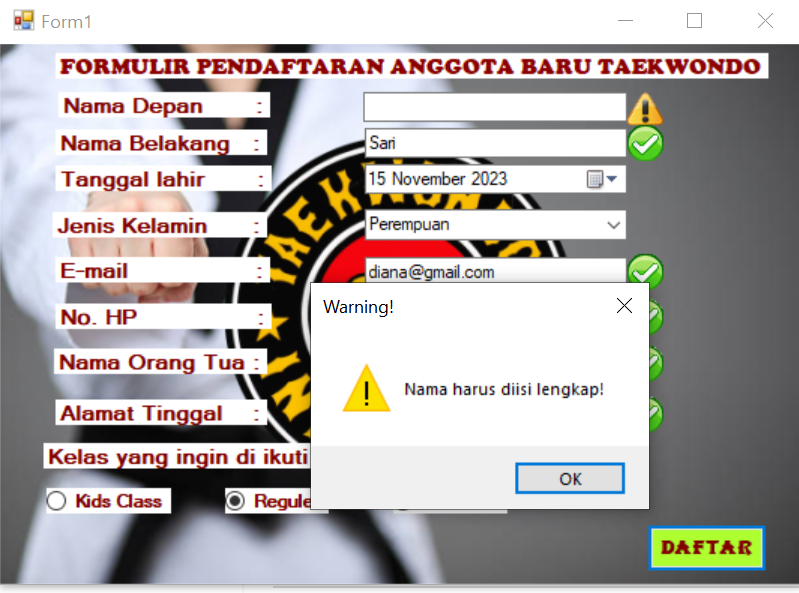 Form1
FORMULIR PENDAFTARAN ANGGOTA BARU TAEKWONDO
Nama Depan :
Nama Belakang : Sari
Tanggal lahir : 15 November 2023
Jenis Kelamin : Perempuan
E-mail : diana@gmail.com
No. HP :
Nama Orang Tua :
Alamat Tinggal :
Kelas yang ingin di ikuti
Kids Class
TAEKWONDO
Warning!
Nama harus diisi lengkap!
OK
DAFTAR